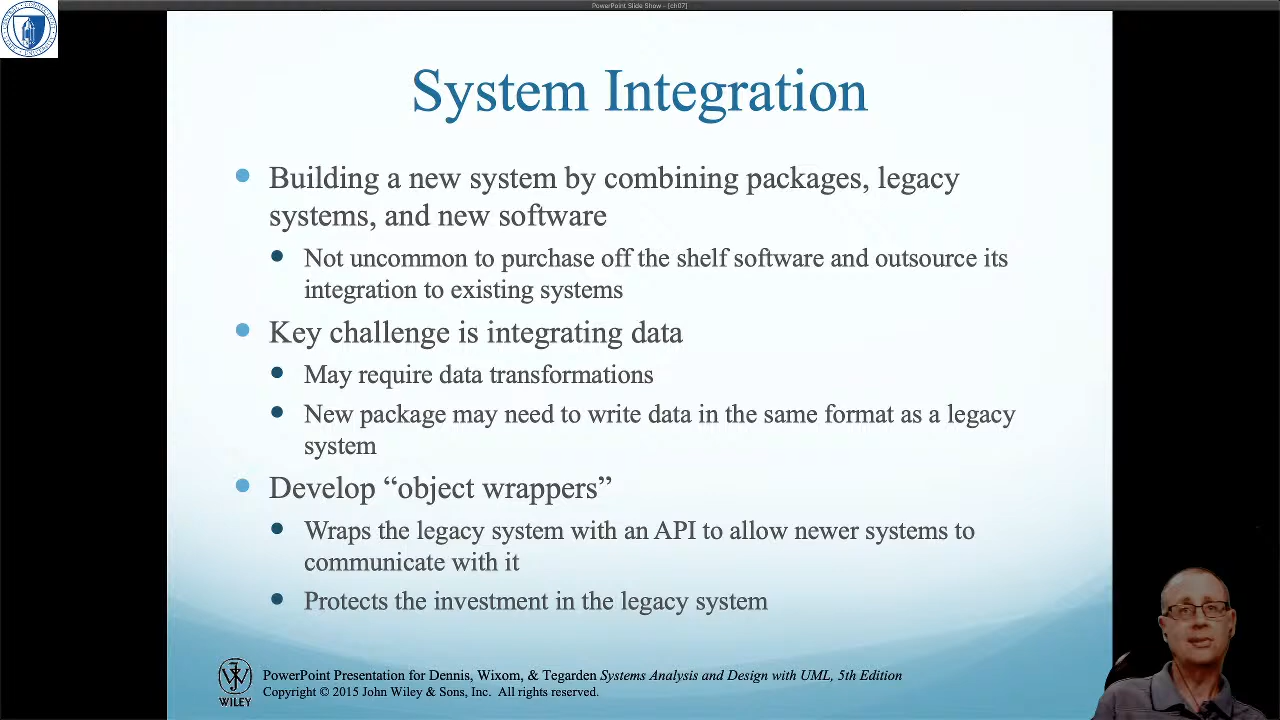 PowerPoint Slide Show - [ch07]
System Integration
Building a new system by combining packages, legacy
systems, and new software
Not uncommon to purchase off the shelf software and outsource its
integration to existing systems
Key challenge is integrating data
May require data transformations
New package may need to write data in the same format as a legacy
system
Develop “object wrappers”
Wraps the legacy system with an API to allow newer systems to
communicate with it
Protects the investment in the legacy system
PowerPoint Presentation for Dennis, Wixom, & Tegarden Systems Analysis and Design with UML, 5th Edition
Copyright © 2015 John Wiley & Sons, Inc. All rights reserved.
WILEY